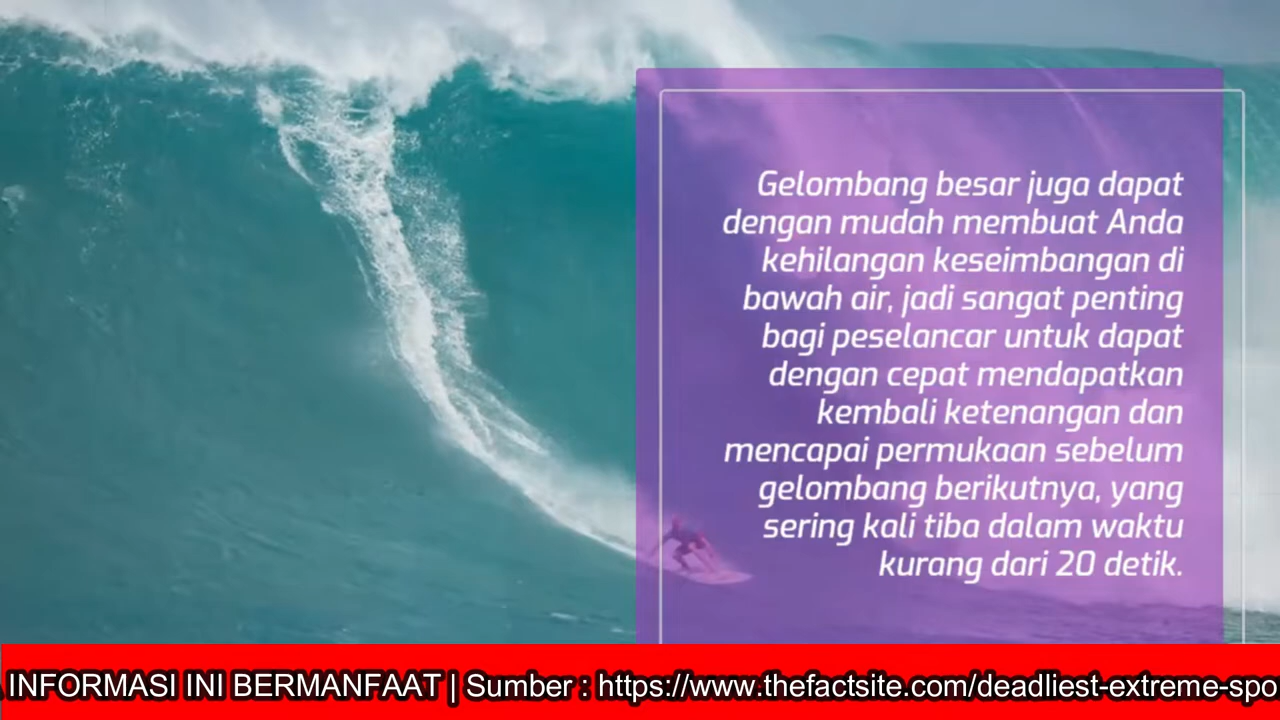 Gelombang besar juga dapat
dengan mudah membuat Anda
kehilangan keseimbangan di
bawah air, jadi sangat penting
bagi peselancar untuk dapat
dengan cepat mendapatkan
kembali ketenangan dan
mencapai permukaan sebelum
gelombang berikutnya, yang
sering kali tiba dalam waktu
kurang dari 20 detik.
INFORMASI INI BERMANFAAT | Sumber : https://www.thefactsite.com/deadliest-extreme-spo